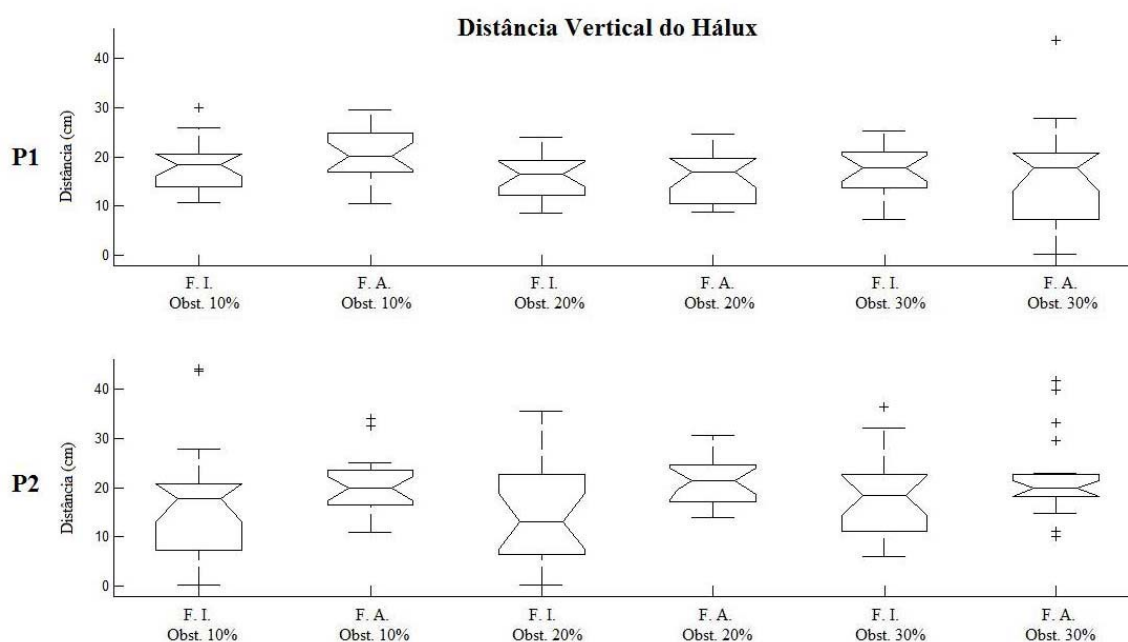 Distância Vertical do Hálux
P1
Distância (cm)
40
30
20
10
0
F. I. F. A. F. I. F. A. F. I. F. A.
Obst. 10% Obst. 10% Obst. 20% Obst. 20% Obst. 30% Obst. 30%
P2
Distância (cm)
40
30
20
10
0
F. I. F. A. F. I. F. A. F. I. F. A.
Obst. 10% Obst. 10% Obst. 20% Obst. 20% Obst. 30% Obst. 30%